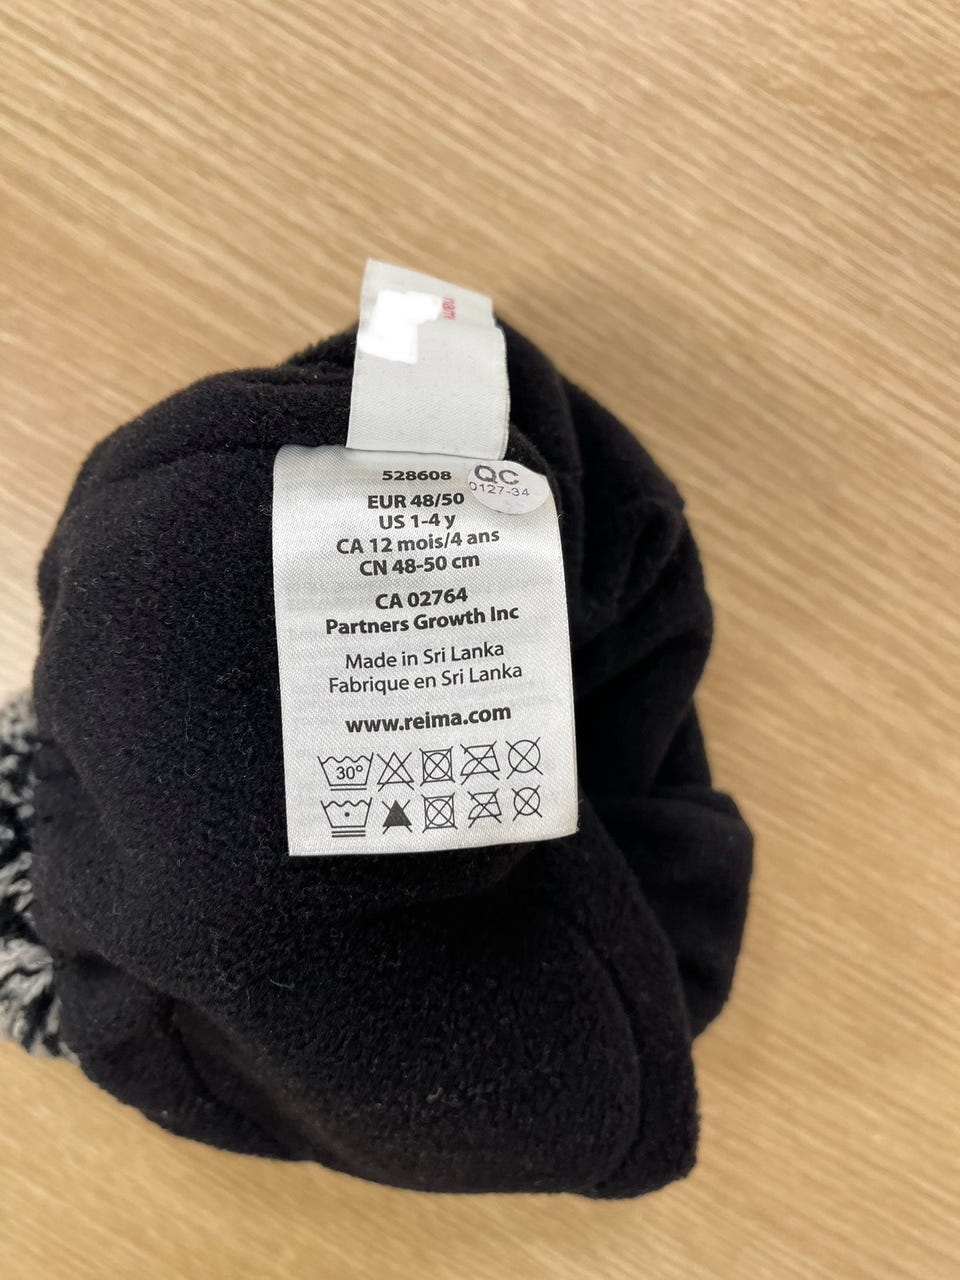 528608
QC
0127-34
EUR 48/50
US 1-4 y
CA 12 mois/4 ans
CN 48-50 cm
CA 02764
Partners Growth Inc
Made in Sri Lanka
Fabrique en Sri Lanka
www.reima.com
30°